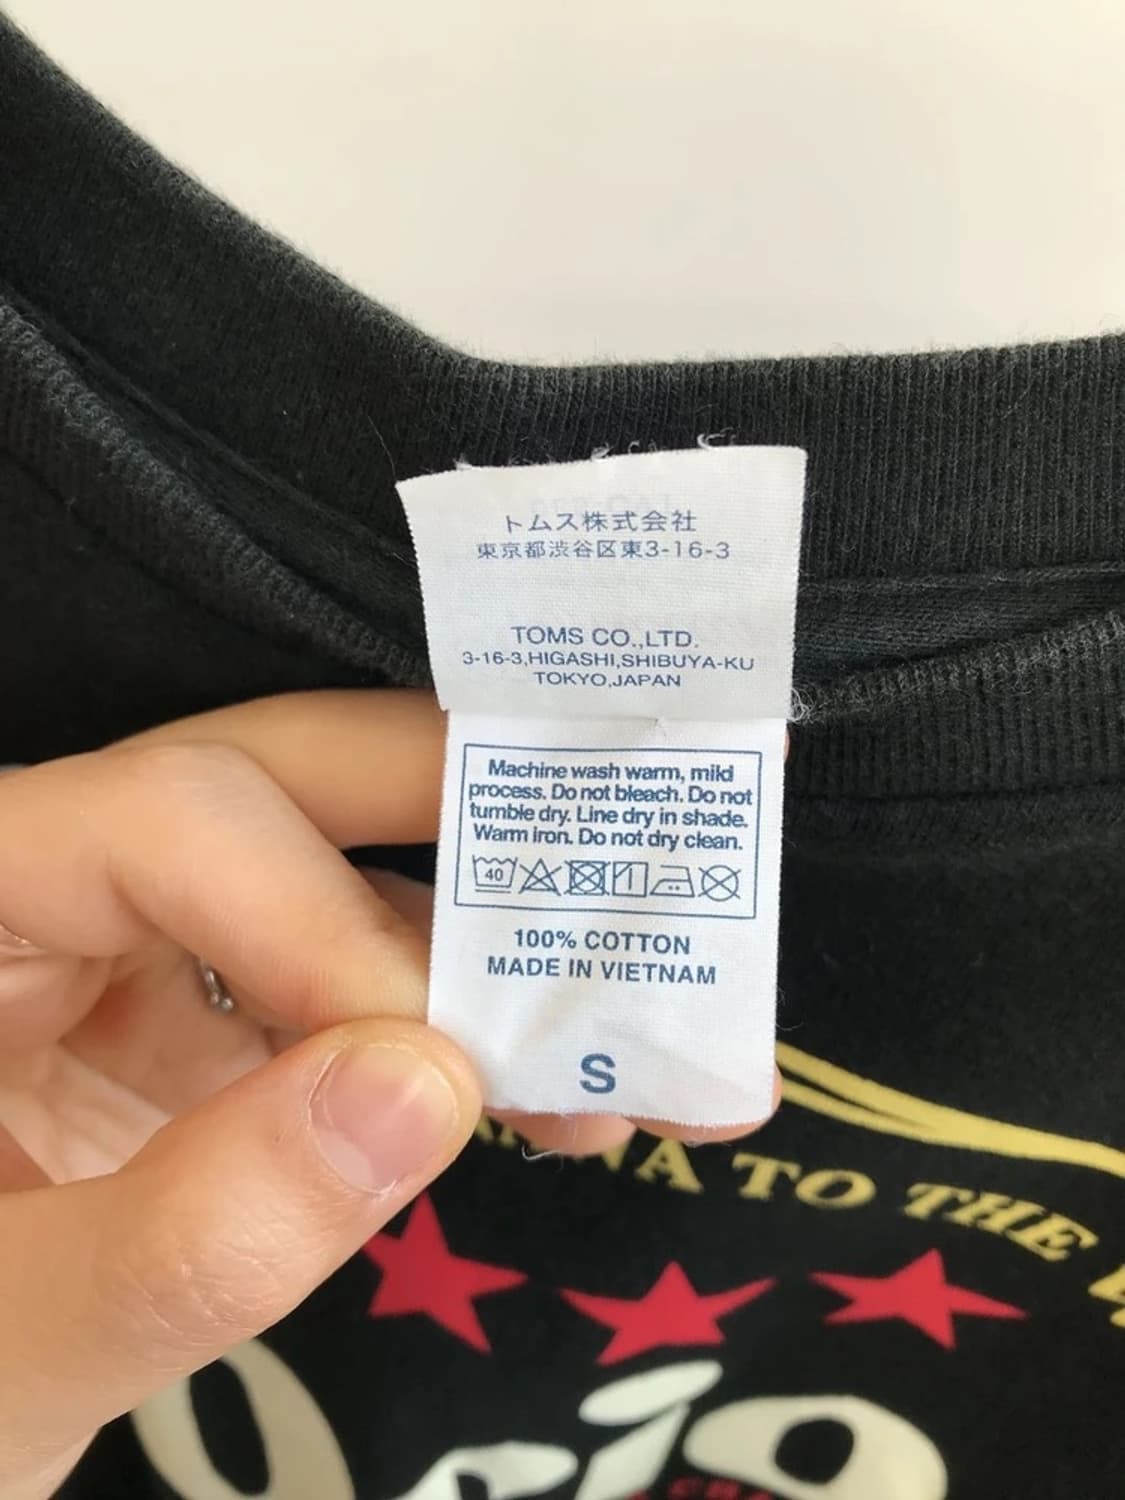 トムス株式会社
東京都渋谷区東3-16-3
TOMS CO.,LTD.
3-16-3,HIGASHI,SHIBUYA-KU
TOKYO,JAPAN
Machine wash warm, mild
process. Do not bleach. Do not
tumble dry. Line dry in shade.
Warm iron. Do not dry clean.
40
100% COTTON
MADE IN VIETNAM
S
TO THE